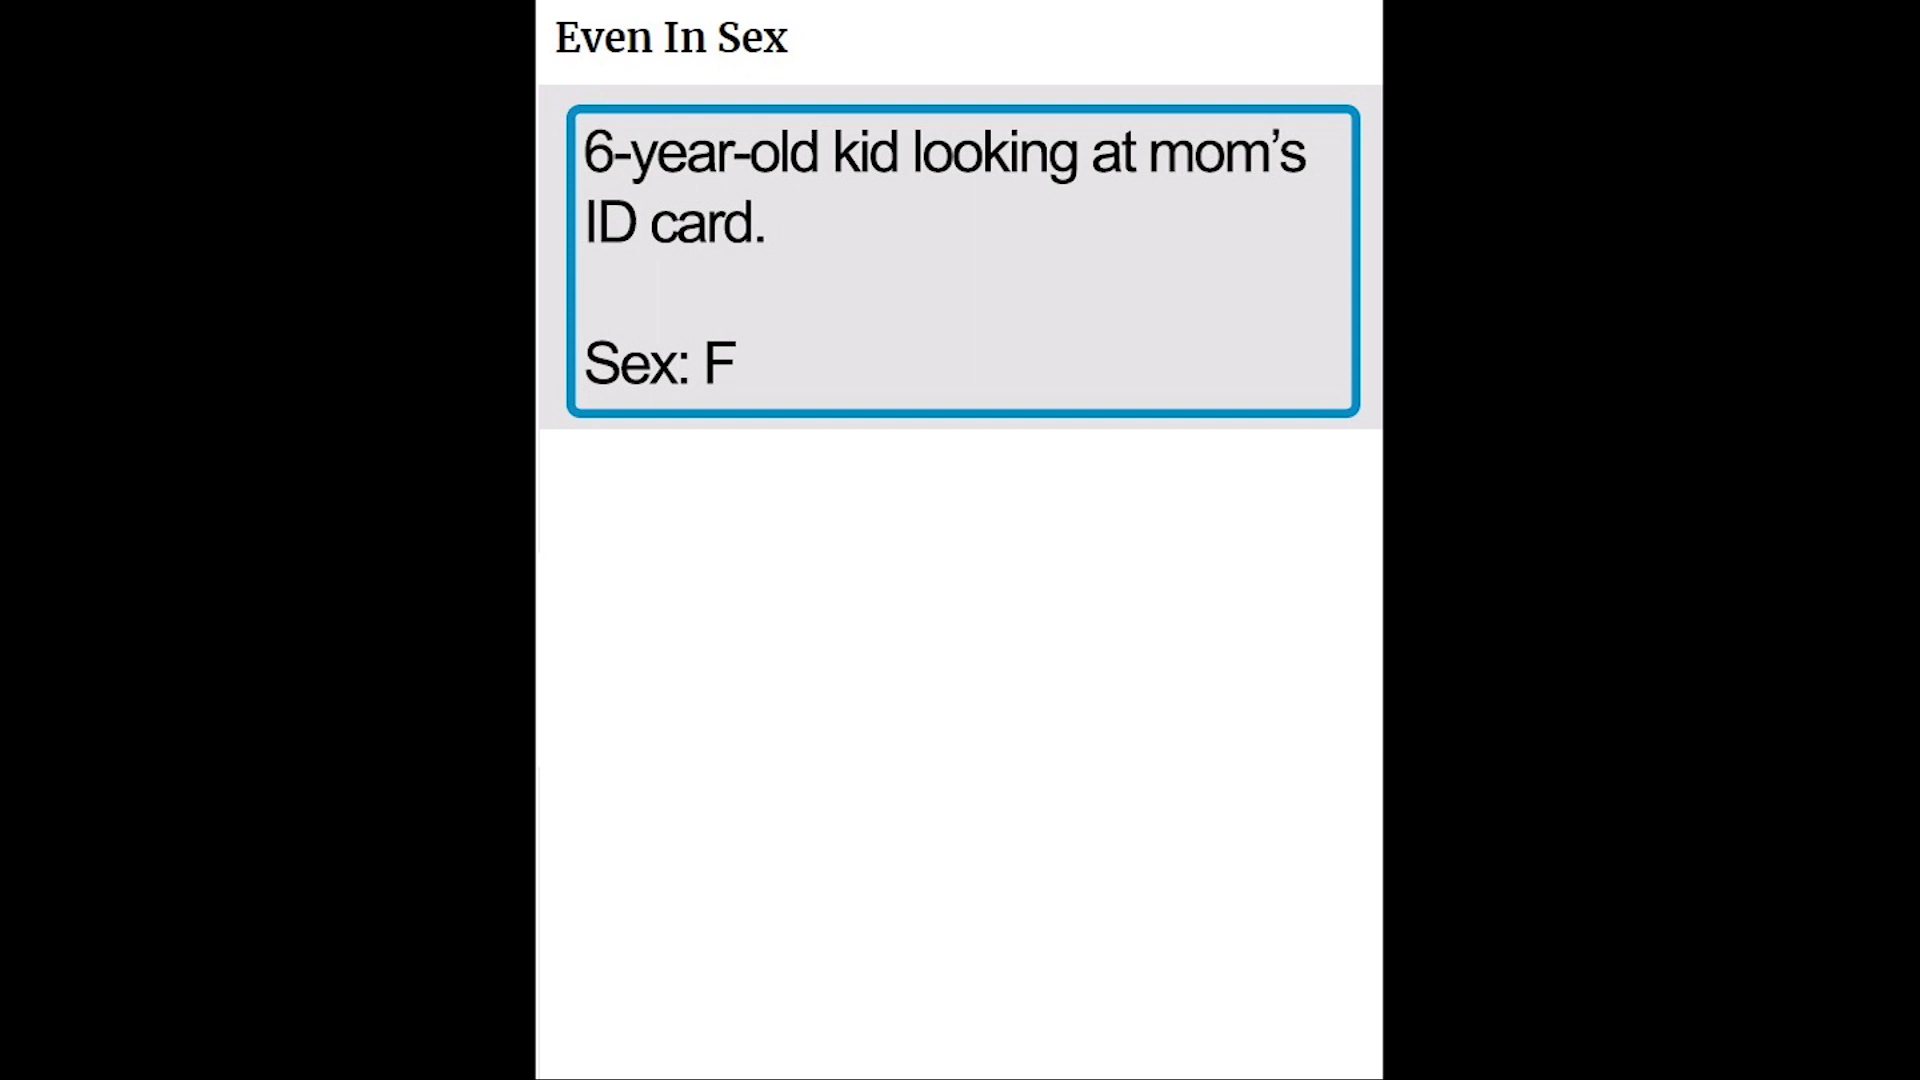 Even In Sex
6-year-old kid looking at mom’s
ID card.
Sex: F